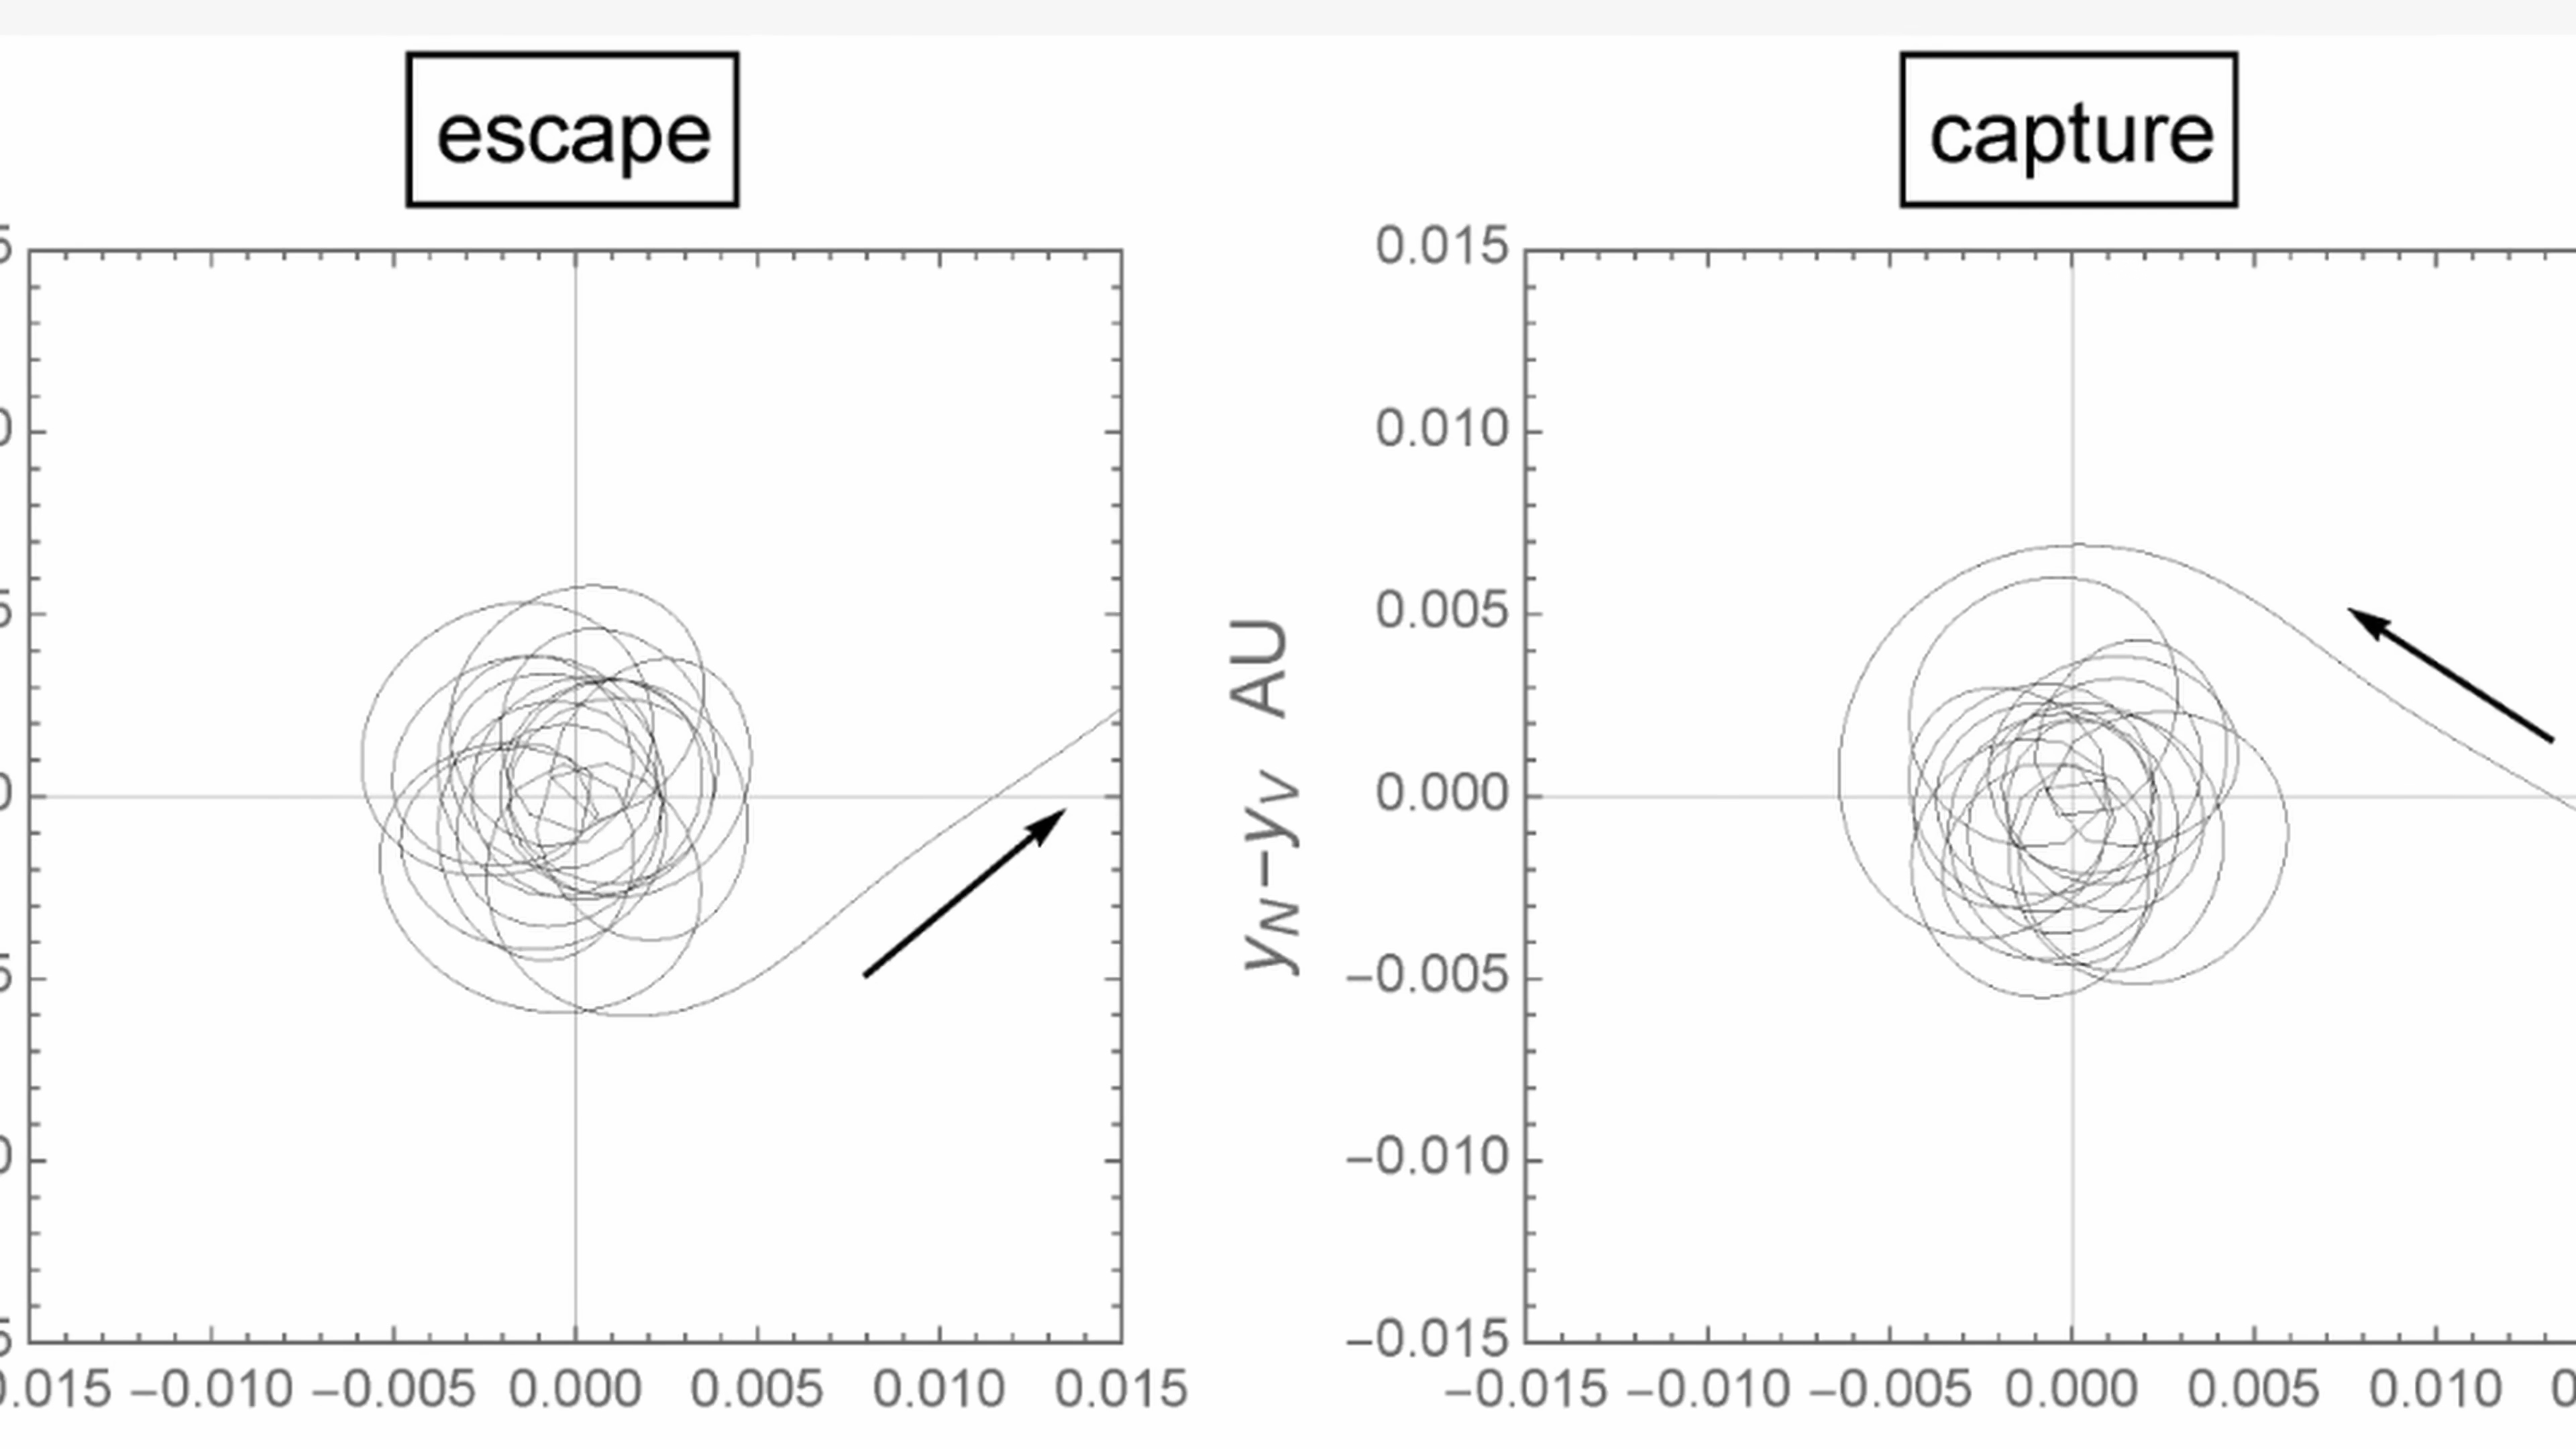 escape
capture
0.015
0.010
0.005
0.000
−0.005
−0.010
−0.015
yN−yV AU
0.015 −0.010 −0.005 0.000 0.005 0.010 0.015
−0.015 −0.010 −0.005 0.000 0.005 0.010